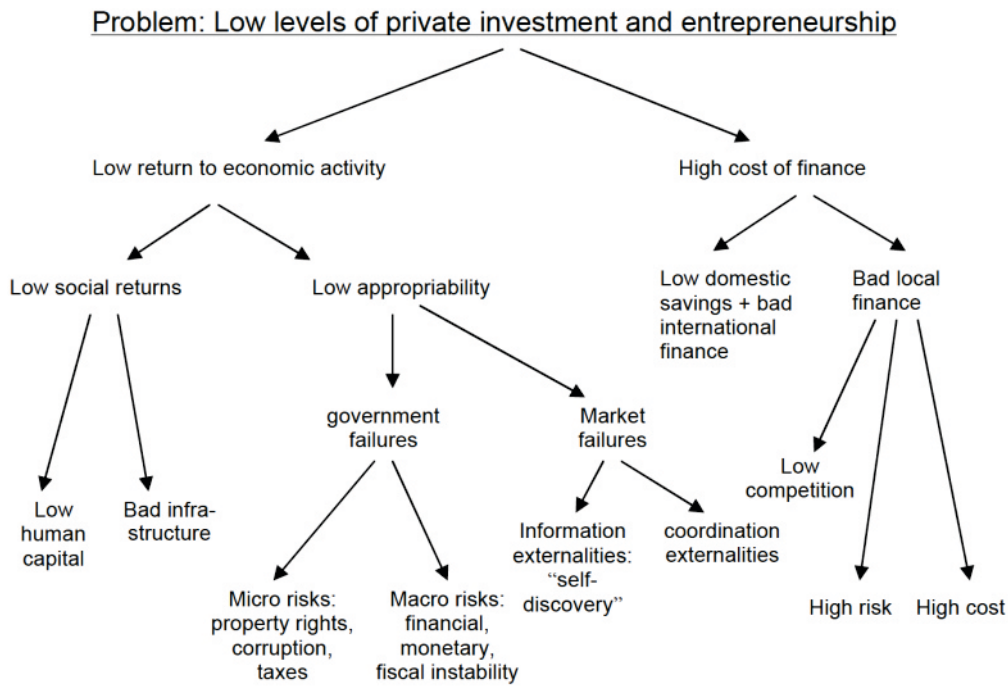 Problem: Low levels of private investment and entrepreneurship
Low return to economic activity
High cost of finance
Low social returns
Low appropriability
Low domestic
savings + bad
international
finance
Bad local
finance
government
failures
Market
failures
Low
competition
Low
human
capital
Bad infra-
structure
Information
externalities:
“self-
discovery”
coordination
externalities
Micro risks:
property rights,
corruption,
taxes
Macro risks:
financial,
monetary,
fiscal instability
High risk
High cost